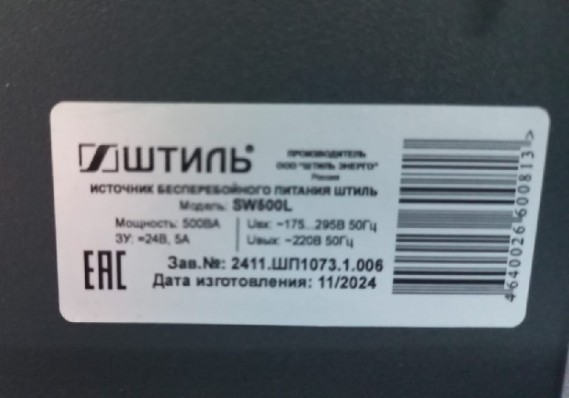 ШТИЛЬ®
ПРОИЗВОДИТЕЛЬ
ООО "ШТИЛЬ ЭНЕРГО"
Россия
ИСТОЧНИК БЕСПЕРЕБОЙНОГО ПИТАНИЯ ШТИЛЬ
Модель: SW500L
Мощность: 500ВА
ЗУ: =24В, 5А
Uвх: ~175...295В 50Гц
Uвых: ~220В 50Гц
EAC
Зав.№: 2411.ШП1073.1.006
Дата изготовления: 11/2024
4640026600813>